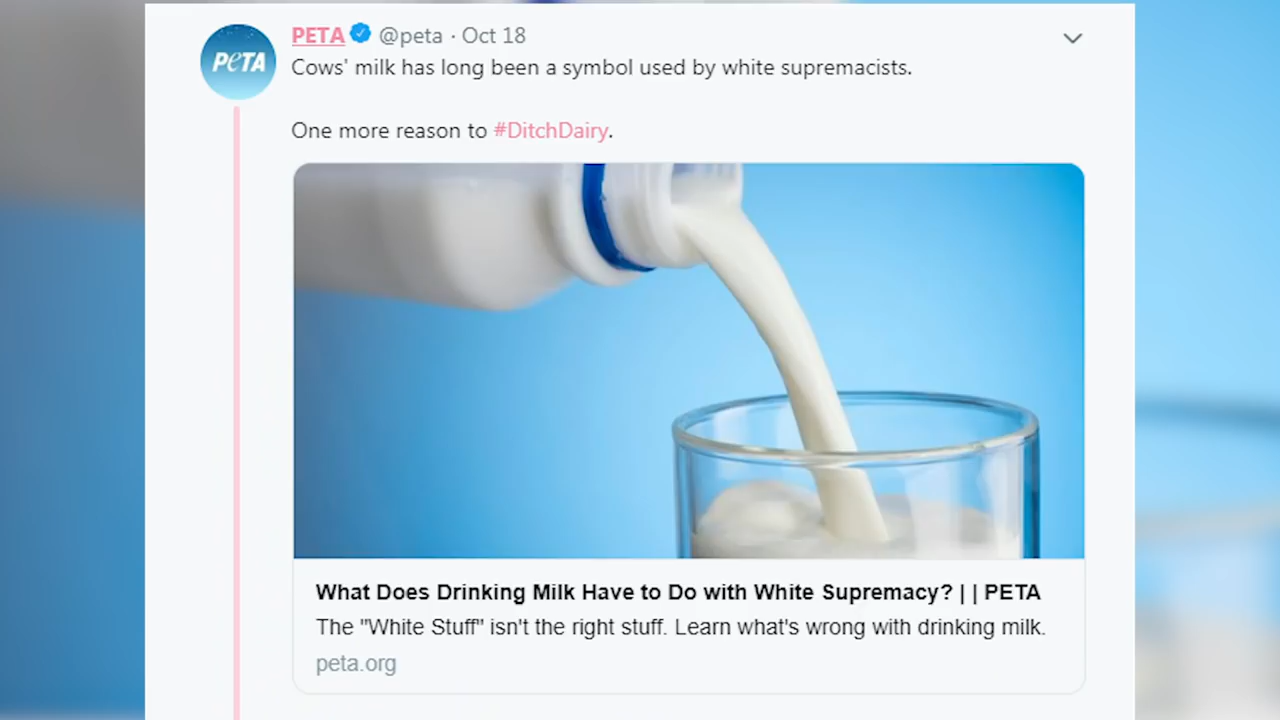 PETA
PETA @peta · Oct 18
Cows' milk has long been a symbol used by white supremacists.
One more reason to #DitchDairy.
What Does Drinking Milk Have to Do with White Supremacy? | | PETA
The "White Stuff" isn't the right stuff. Learn what's wrong with drinking milk.
peta.org